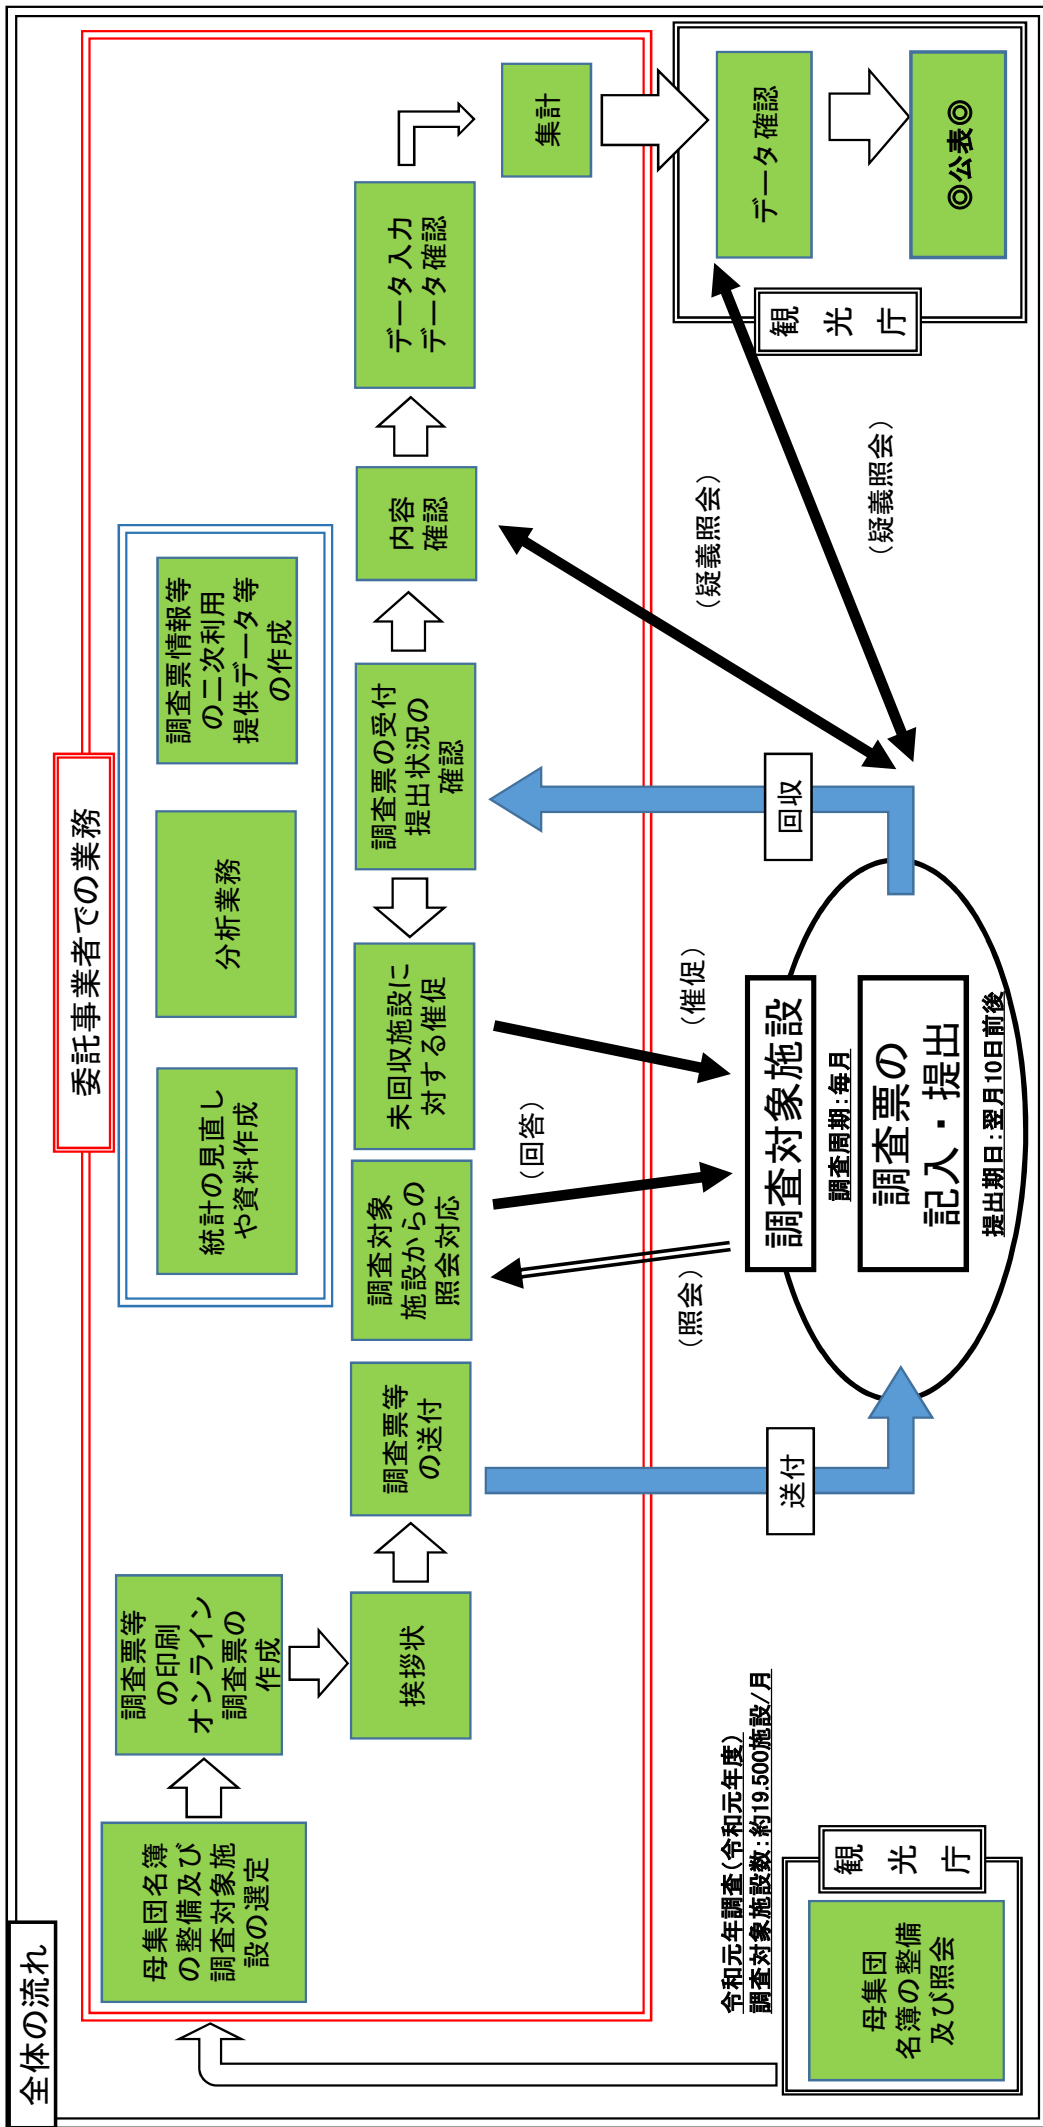 全体の流れ
委託事業者での業務
母集団名簿
の整備及び
調査対象施
設の選定
調査票等
の印刷
オンライン
調査票の
作成
挨拶状
調査票等
の送付
統計の見直し
や資料作成
分析業務
調査票情報等
の二次利用
提供データ等
の作成
調査対象
施設からの
照会対応
未回収施設に
対する催促
調査票の受付
提出状況の
確認
内容
確認
データ入力
データ確認
集計
データ確認
◎公表◎
観光庁
(疑義照会)
(疑義照会)
(回答)
(照会)
(催促)
送付
回収
調査対象施設
調査周期:毎月
調査票の
記入・提出
提出期日:翌月10日前後
令和元年調査(令和元年度)
調査対象施設数:約19.500施設/月
観光庁
母集団
名簿の整備
及び照会